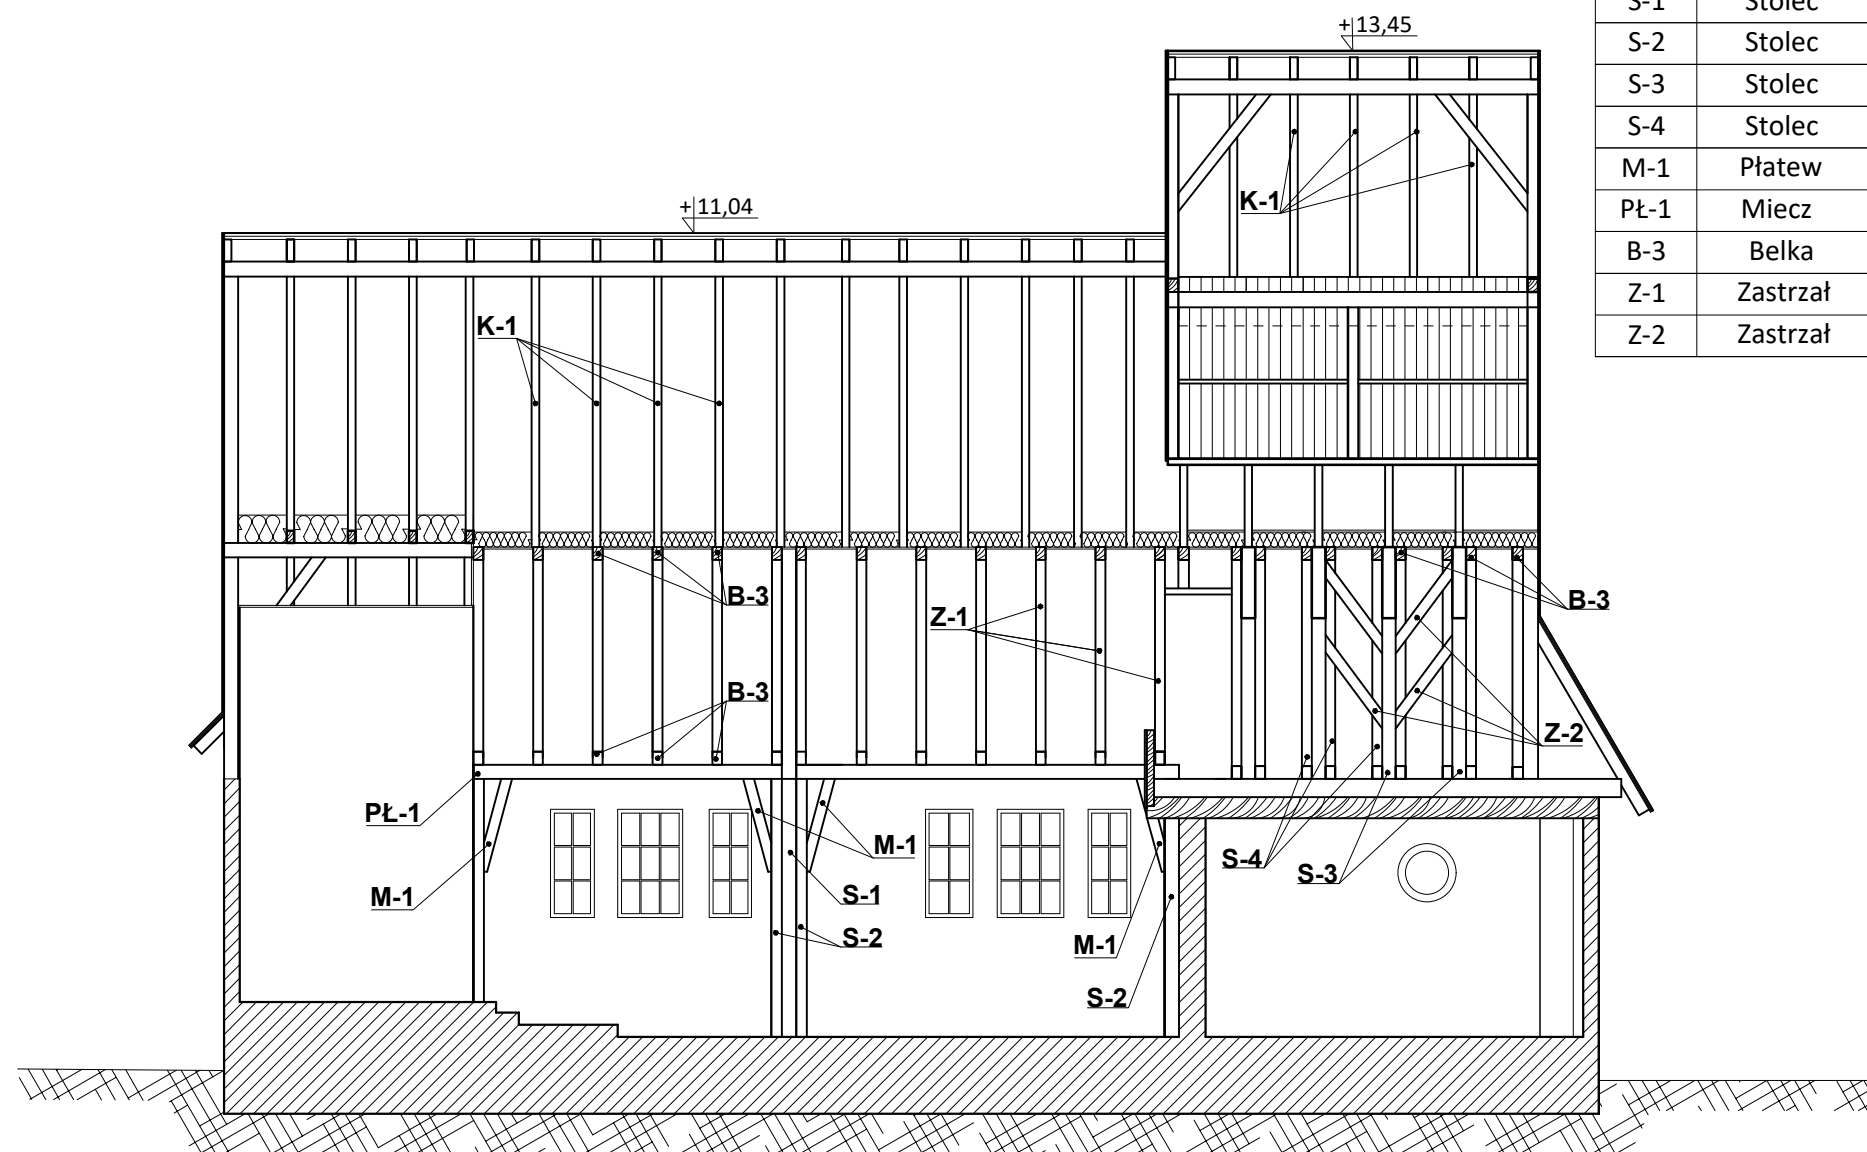 S-1 Stolec
+13,45
S-2 Stolec
S-3 Stolec
S-4 Stolec
M-1 Płatew
PŁ-1 Miecz
B-3 Belka
Z-1 Zastrzał
Z-2 Zastrzał
K-1
+11,04
K-1
B-3
B-3
Z-1
B-3
Z-2
PŁ-1
M-1
S-4
S-3
M-1
S-1
S-2
M-1
S-2